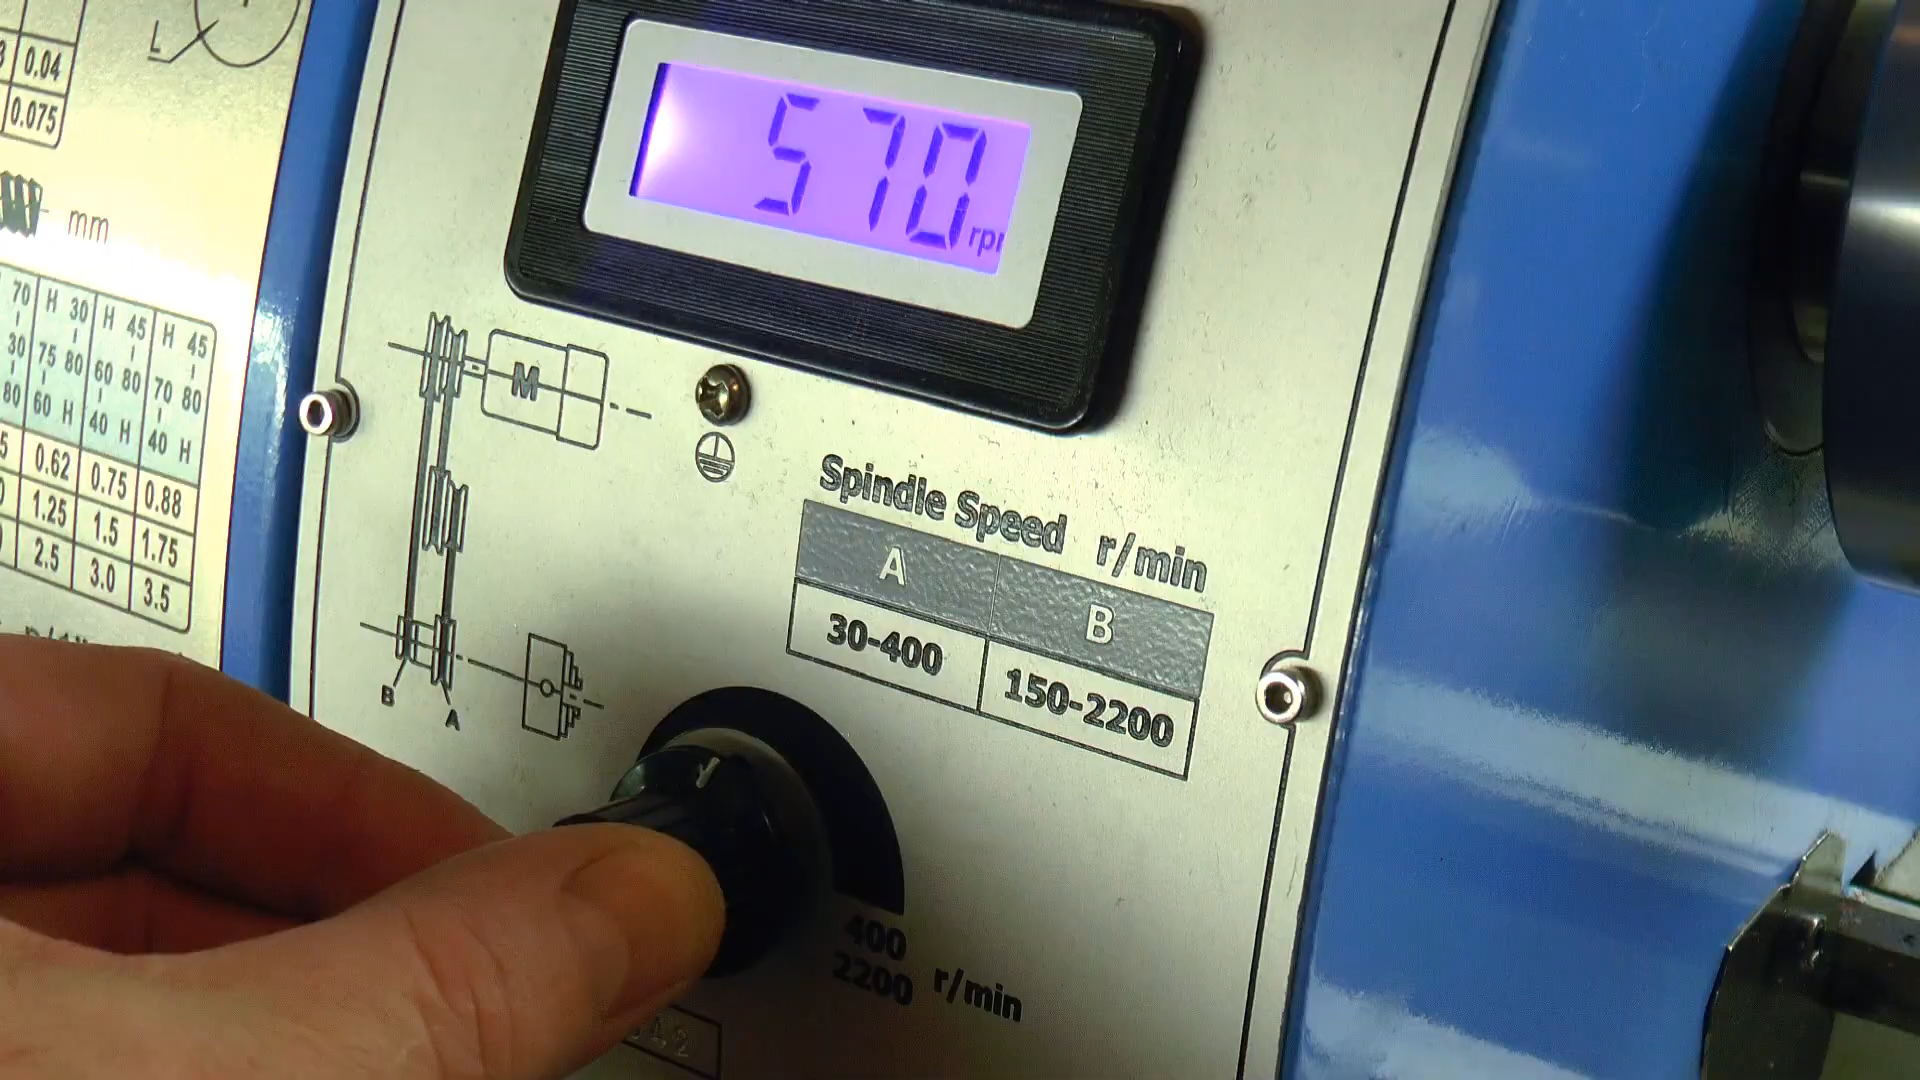 0.04
0.075
mm
70 H 30 H 45 H 45
30 75 80 60 80 70 80
80 60 H 40 H 40 H
0.62 0.75 0.88
1.25 1.5 1.75
2.5 3.0 3.5
L
570
rpm
M
Spindle Speed r/min
A B
30-400 150-2200
B
A
400
2200 r/min